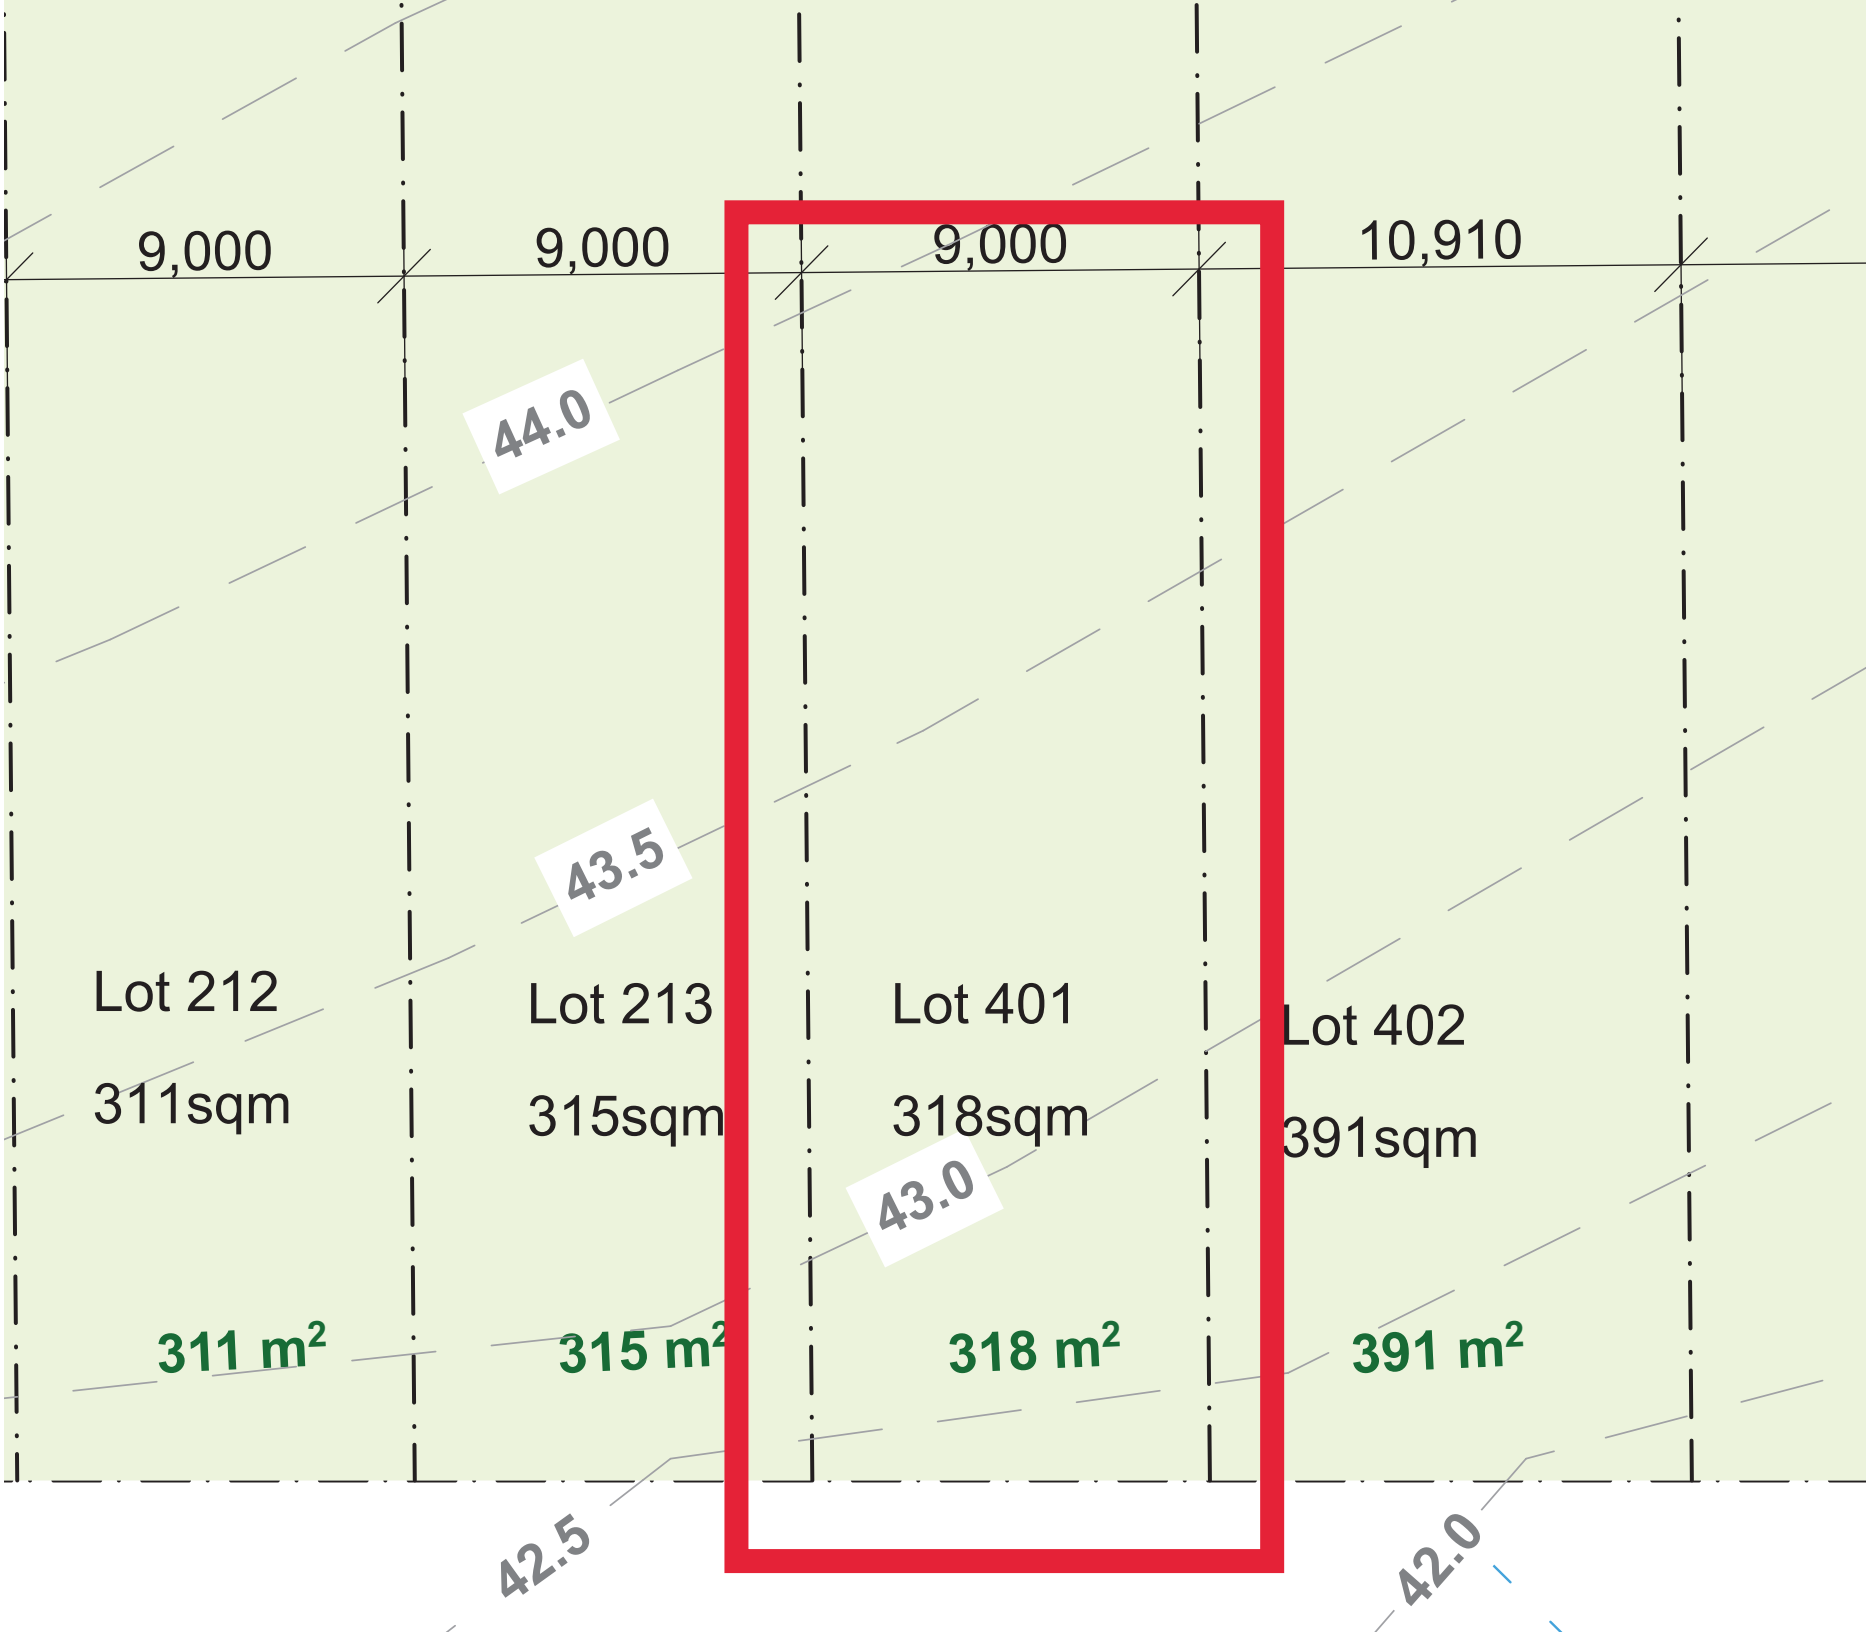 9,000
9,000
9,000
10,910
44.0
43.5
Lot 212
311sqm
Lot 213
315sqm
Lot 401
318sqm
Lot 402
391sqm
43.0
311 m²
315 m²
318 m²
391 m²
42.5
42.0